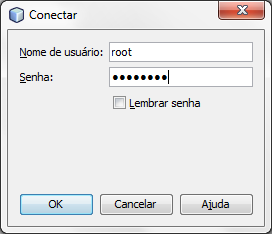 Conectar
Nome de usuário: root
Senha: ●●●●●●●●
Lembrar senha
OK Cancelar Ajuda